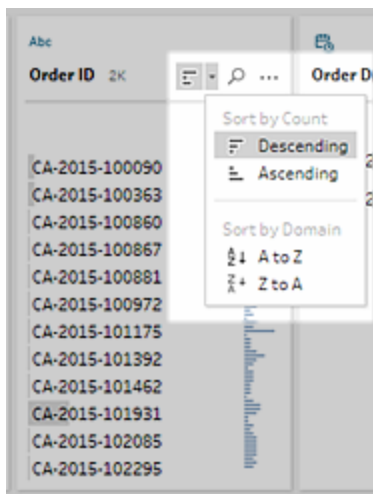 Abc
Order ID 2K ... Order D
Sort by Count
Descending
Ascending
Sort by Domain
A to Z
Z to A
CA-2015-100090
CA-2015-100363
CA-2015-100860
CA-2015-100867
CA-2015-100881
CA-2015-100972
CA-2015-101175
CA-2015-101392
CA-2015-101462
CA-2015-101931
CA-2015-102085
CA-2015-102295